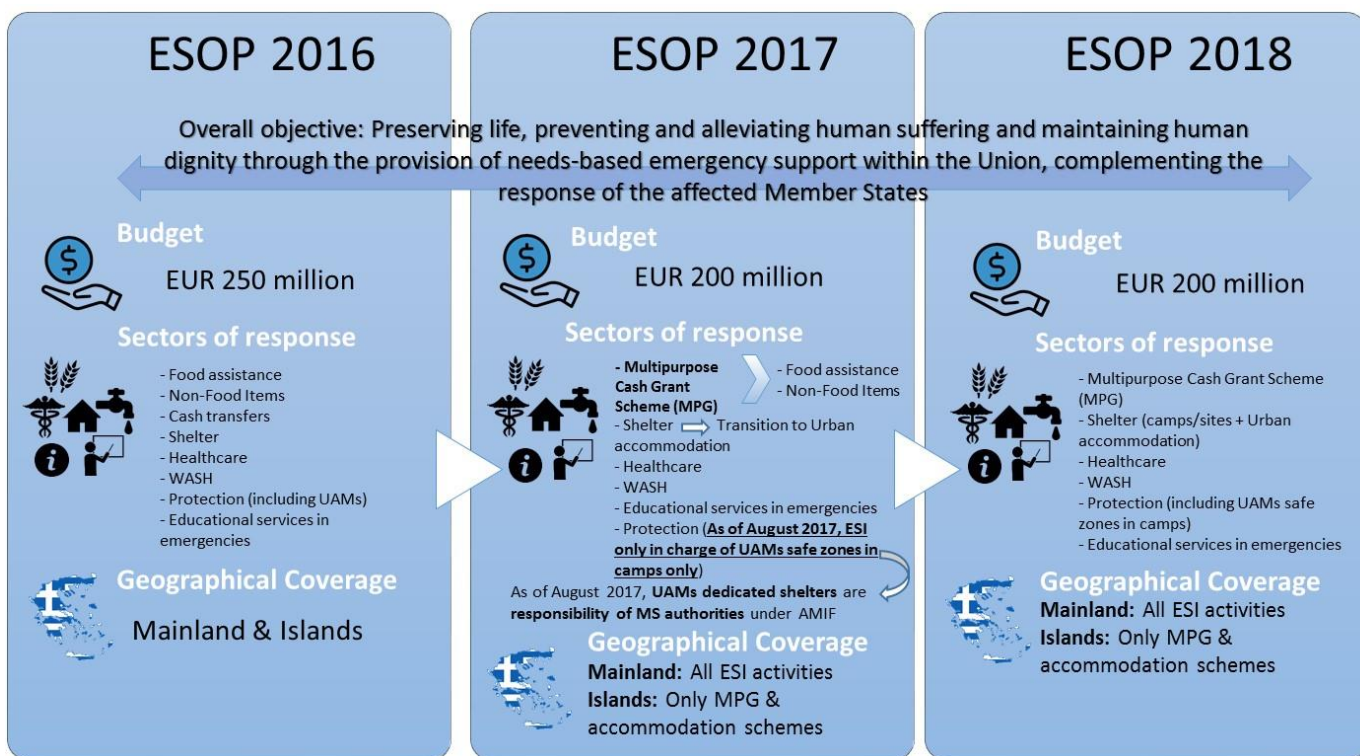 ESOP 2016
ESOP 2017
ESOP 2018
Overall objective: Preserving life, preventing and alleviating human suffering and maintaining human
dignity through the provision of needs-based emergency support within the Union, complementing the
response of the affected Member States
Budget
EUR 250 million
Sectors of response
- Food assistance
- Non-Food Items
- Cash transfers
- Shelter
- Healthcare
- WASH
- Protection (including UAMs)
- Educational services in
emergencies
Geographical Coverage
Mainland & Islands
Budget
EUR 200 million
Sectors of response
- Multipurpose
Cash Grant
Scheme (MPG)
- Food assistance
- Non-Food Items
- Shelter
Transition to Urban
accommodation
- Healthcare
- WASH
- Educational services in emergencies
- Protection (As of August 2017, ESI
only in charge of UAMs safe zones in
camps only)
As of August 2017, UAMs dedicated shelters are
responsibility of MS authorities under AMIF
Geographical Coverage
Mainland: All ESI activities
Islands: Only MPG &
accommodation schemes
Budget
EUR 200 million
Sectors of response
- Multipurpose Cash Grant Scheme
(MPG)
- Shelter (camps/sites + Urban
accommodation)
- Healthcare
- WASH
- Protection (including UAMs safe
zones in camps)
- Educational services in emergencies
Geographical Coverage
Mainland: All ESI activities
Islands: Only MPG &
accommodation schemes